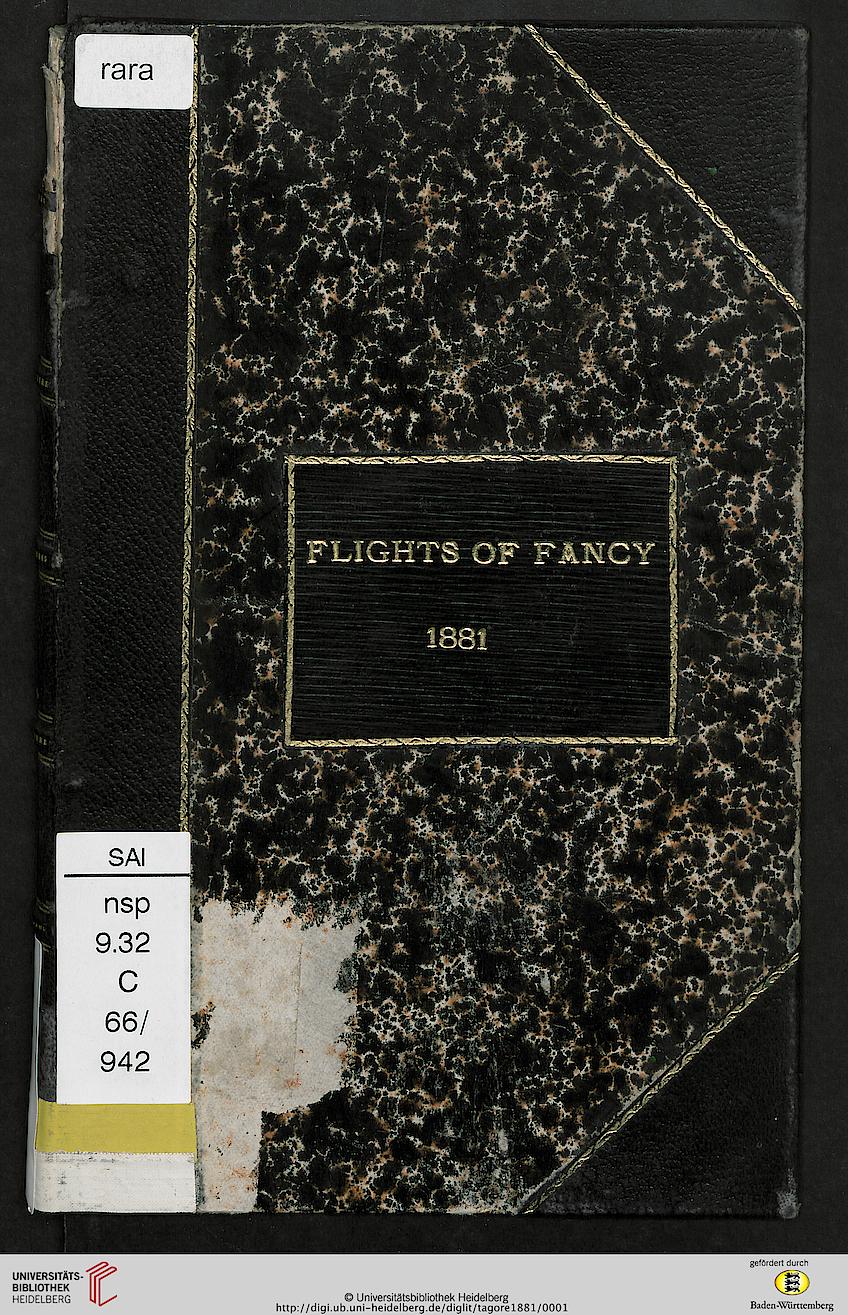 rara
FLIGHTS OF FANCY
1881
SAI
nsp
9.32
C
66/
942
UNIVERSITÄTS-
BIBLIOTHEK
HEIDELBERG
© Universitätsbibliothek Heidelberg
http://digi.ub.uni-heidelberg.de/diglit/tagore1881/0001
gefördert durch
Baden-Württemberg